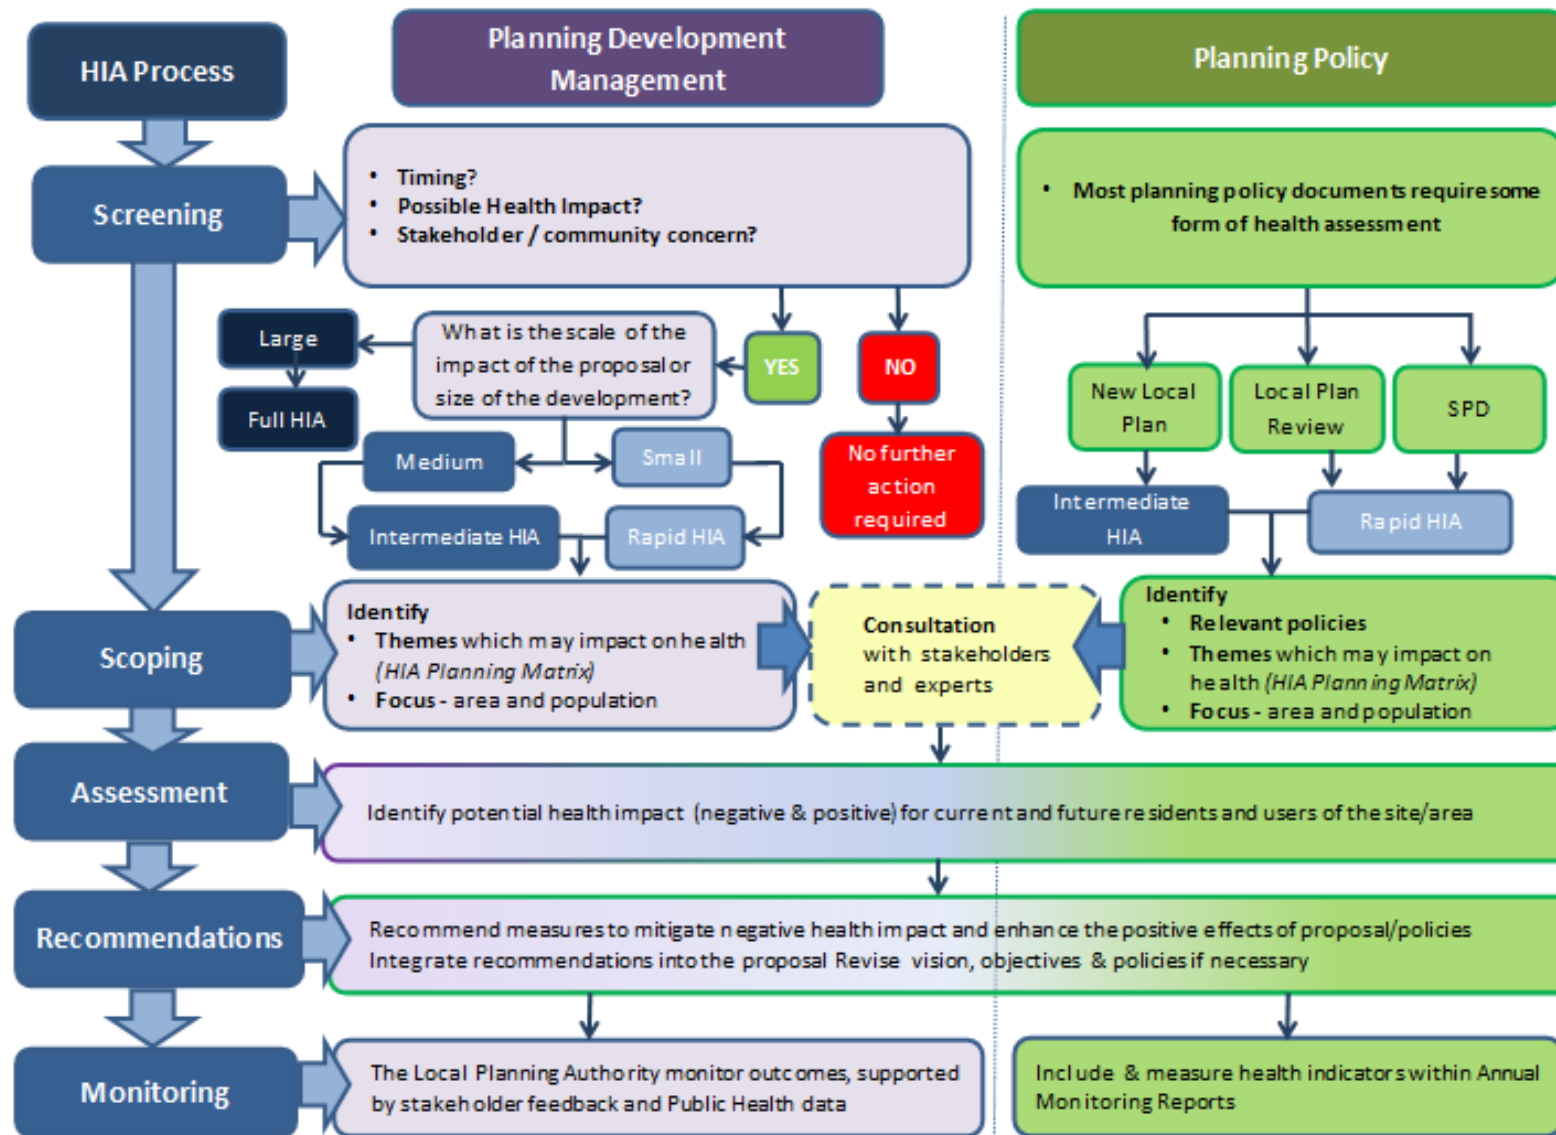 HIA Process
Planning Development
Management
Planning Policy
Screening
• Timing?
• Possible Health Impact?
• Stakeholder / community concern?
• Most planning policy documents require some
form of health assessment
Large
Full HIA
What is the scale of the
impact of the proposal or
size of the development?
YES
NO
Medium
Small
No further
action
required
Intermediate HIA
Rapid HIA
New Local
Plan
Local Plan
Review
SPD
Intermediate
HIA
Rapid HIA
Scoping
Identify
• Themes which may impact on health
(HIA Planning Matrix)
• Focus - area and population
Consultation
with stakeholders
and experts
Identify
• Relevant policies
• Themes which may impact on
health (HIA Planning Matrix)
• Focus - area and population
Assessment
Identify potential health impact (negative & positive) for current and future residents and users of the site/area
Recommendations
Recommend measures to mitigate negative health impact and enhance the positive effects of proposal/policies
Integrate recommendations into the proposal Revise vision, objectives & policies if necessary
Monitoring
The Local Planning Authority monitor outcomes, supported
by stakeholder feedback and Public Health data
Include & measure health indicators within Annual
Monitoring Reports